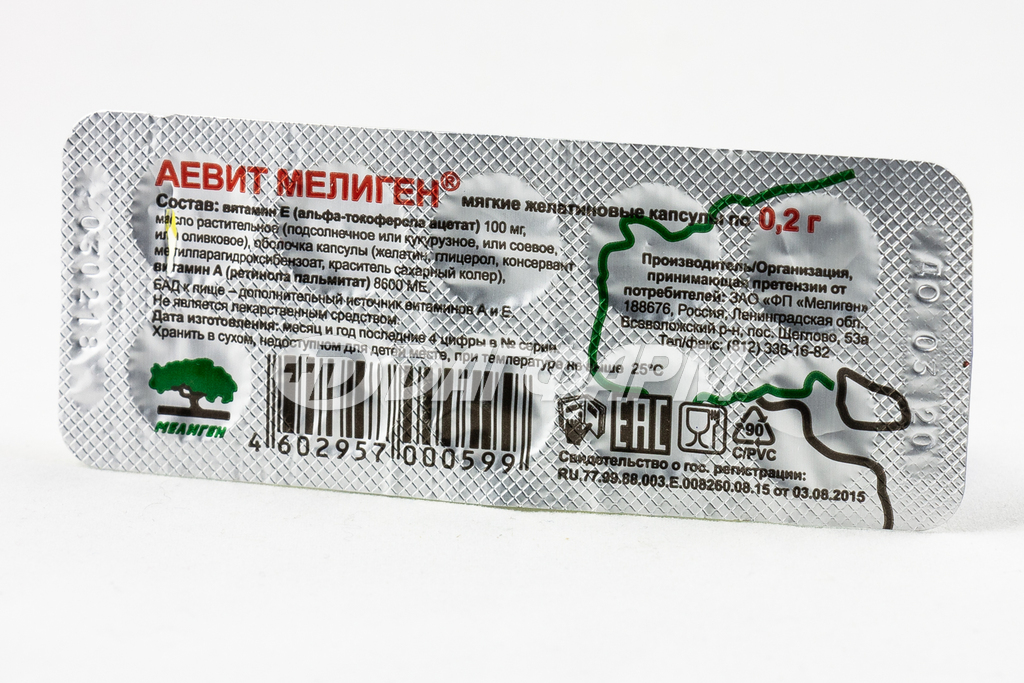 АЕВИТ МЕЛИГЕН® мягкие желатиновые капсулы по 0,2 г
Состав: витамин Е (альфа-токоферола ацетат) 100 мг,
масло растительное (подсолнечное или кукурузное, или соевое,
или оливковое), оболочка капсулы (желатин, глицерол, консервант
метилпарагидроксибензоат, краситель сахарный колер),
витамин А (ретинола пальмитат) 8600 МЕ.
БАД к пище – дополнительный источник витаминов А и Е.
Не является лекарственным средством.
Дата изготовления: месяц и год последние 4 цифры в № серии
Хранить в сухом, недоступном для детей месте, при температуре не выше 25°С
Производитель/Организация,
принимающая претензии от
потребителей: ЗАО «ФП «Мелиген»
188676, Россия, Ленинградская обл.,
Всеволожский р-н, пос. Щеглово, 53а
Тел/факс: (812) 336-16-82
МЕЛИГЕН
4 602957 000599
EAC
90
C/PVC
Свидетельство о гос. регистрации:
RU.77.99.88.003.Е.008260.08.15 от 03.08.2015